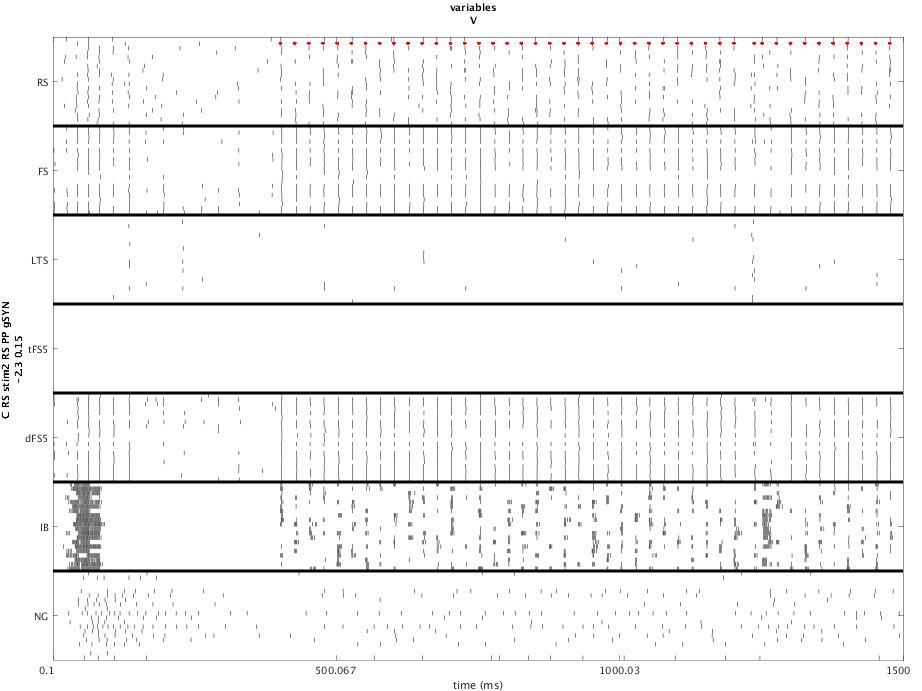 variables
V
RS
FS
LTS
tFS5
dFS5
IB
NG
C RS stim2 RS PP gSYN
-2.3 0.15
0.1
500.067
1000.03
1500
time (ms)